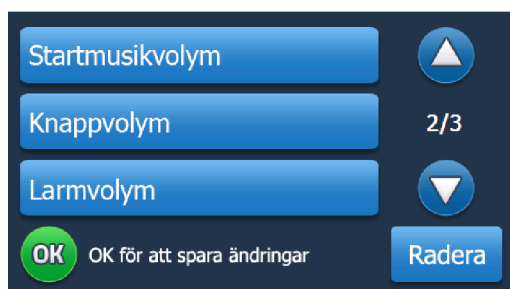 Startmusikvolym
Knappvolym
2/3
Larmvolym
OK OK för att spara ändringar
Radera